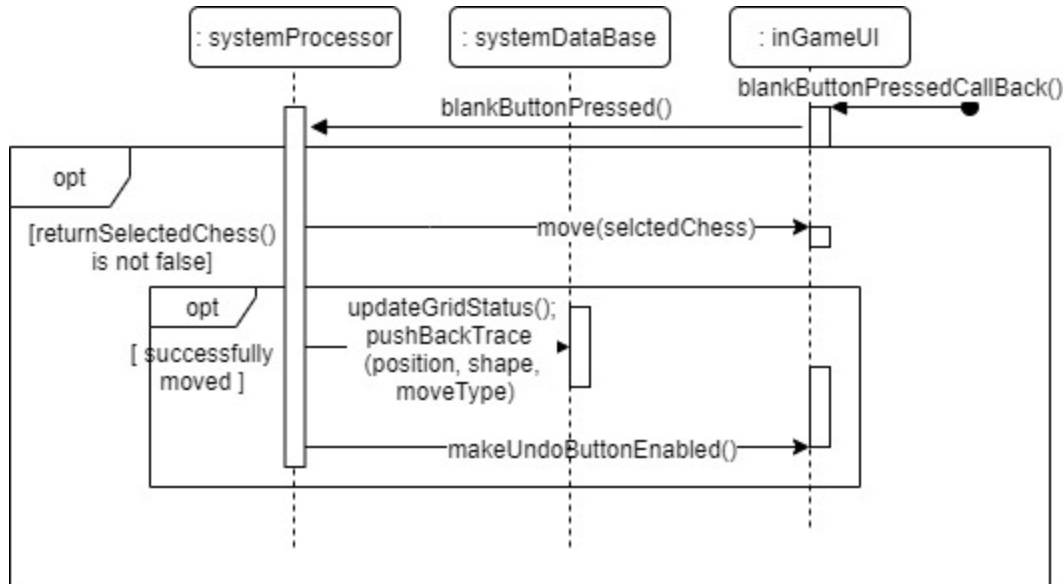 : systemProcessor
: systemDataBase
: inGameUI
blankButtonPressedCallBack()
blankButtonPressed()
opt
[returnSelectedChess()
is not false]
move(selctedChess)
opt
[ successfully
moved ]
updateGridStatus();
pushBackTrace
(position, shape,
moveType)
makeUndoButtonEnabled()